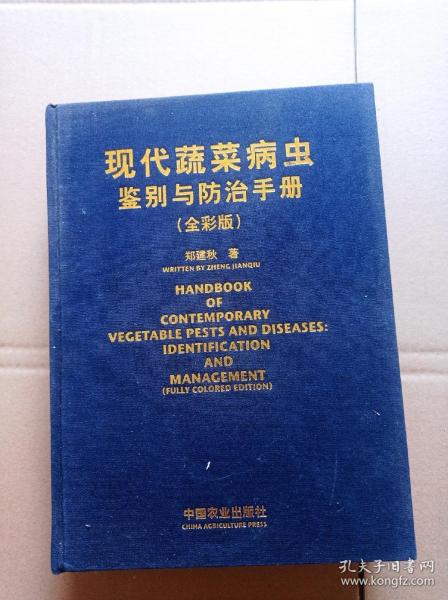 现代蔬菜病虫
鉴别与防治手册
(全彩版)
郑建秋 著
WRITTEN BY ZHENG JIANQIU
HANDBOOK
OF
CONTEMPORARY
VEGETABLE PESTS AND DISEASES:
IDENTIFICATION
AND
MANAGEMENT
(FULLY COLORED EDITION)
中国农业出版社
CHINA AGRICULTURE PRESS
孔夫子旧书网
www.kongfz.com